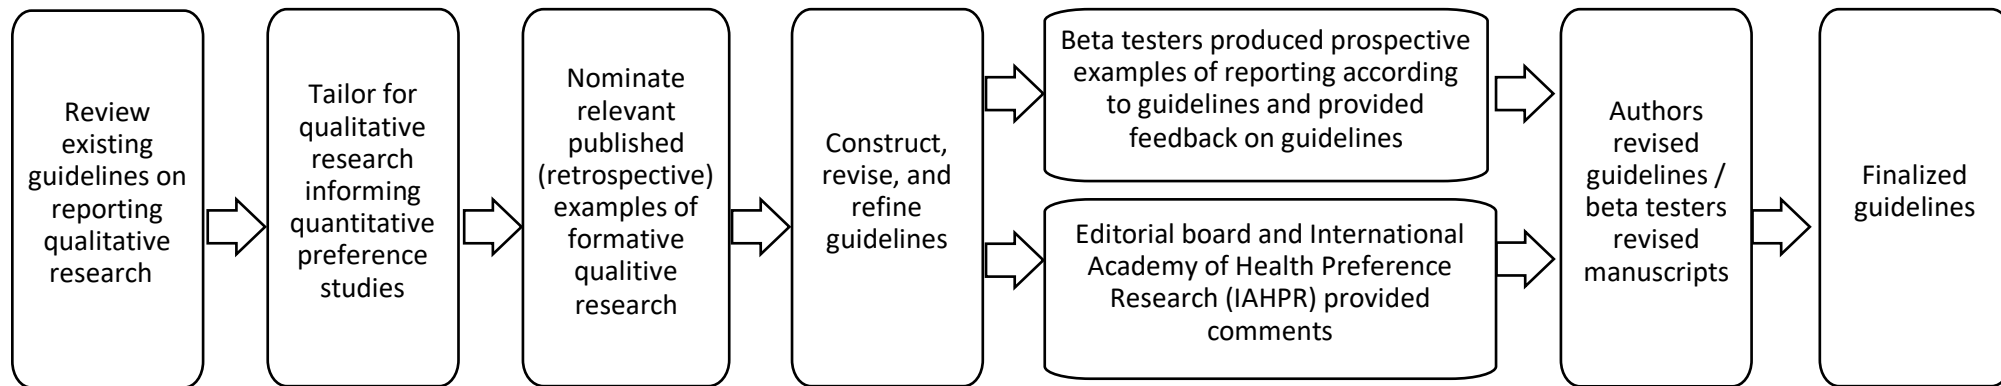 Review
existing
guidelines on
reporting
qualitative
research
Tailor for
qualitative
research
informing
quantitative
preference
studies
Nominate
relevant
published
(retrospective)
examples of
formative
qualitive
research
Construct,
revise, and
refine
guidelines
Beta testers produced prospective
examples of reporting according
to guidelines and provided
feedback on guidelines
Editorial board and International
Academy of Health Preference
Research (IAHPR) provided
comments
Authors
revised
guidelines /
beta testers
revised
manuscripts
Finalized
guidelines